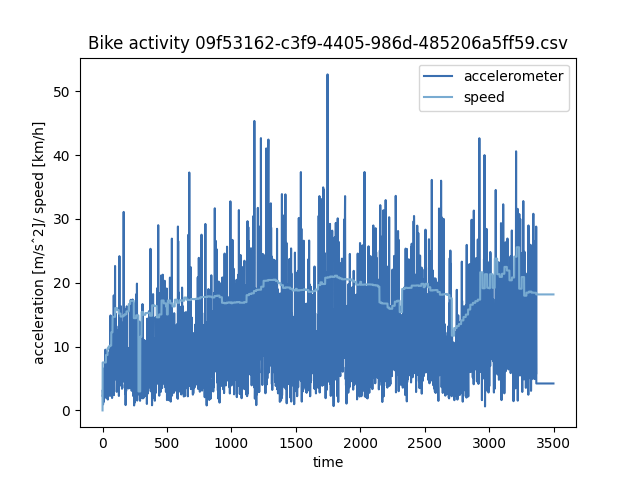 Bike activity 09f53162-c3f9-4405-986d-485206a5ff59.csv
accelerometer
speed
acceleration [m/s^2]/ speed [km/h]
50
40
30
20
10
0
0 500 1000 1500 2000 2500 3000 3500
time